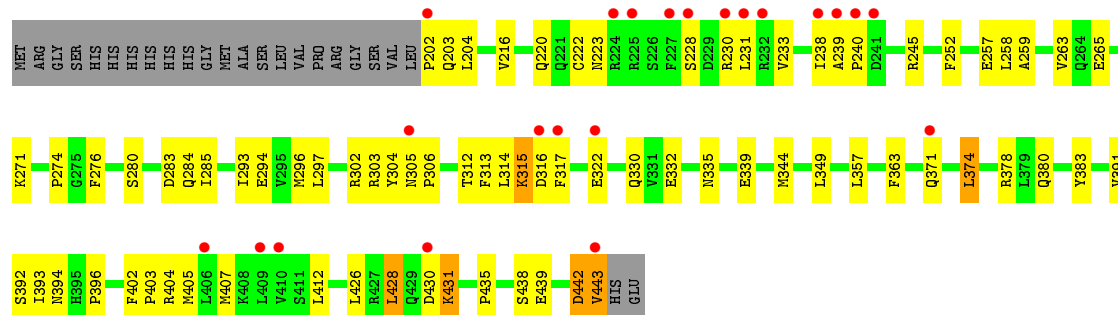 MET ARG GLY SER HIS HIS HIS HIS HIS HIS GLY MET ALA SER LEU VAL PRO ARG GLY SER VAL LEU P202 Q203 L204 V216 Q220 Q221 C222 N223 R224 R225 S226 F227 S228 D229 R230 L231 R232 V233 I238 A239 P240 D241 R245 F252 E257 L258 A259 V263 Q264 E265
K271 P274 G275 F276 S280 D283 Q284 I285 I293 E294 V295 M296 L297 R302 R303 Y304 N305 P306 T312 F313 L314 K315 D316 F317 E322 Q330 V331 E332 N335 E339 M344 L349 L357 F363 Q371 L374 R378 L379 Q380 Y383 V391
S392 I393 N394 H395 P396 F402 P403 R404 M405 L406 M407 K408 L409 V410 S411 L412 L426 R427 L428 Q429 D430 K431 P435 S438 E439 D442 V443 HIS GLU